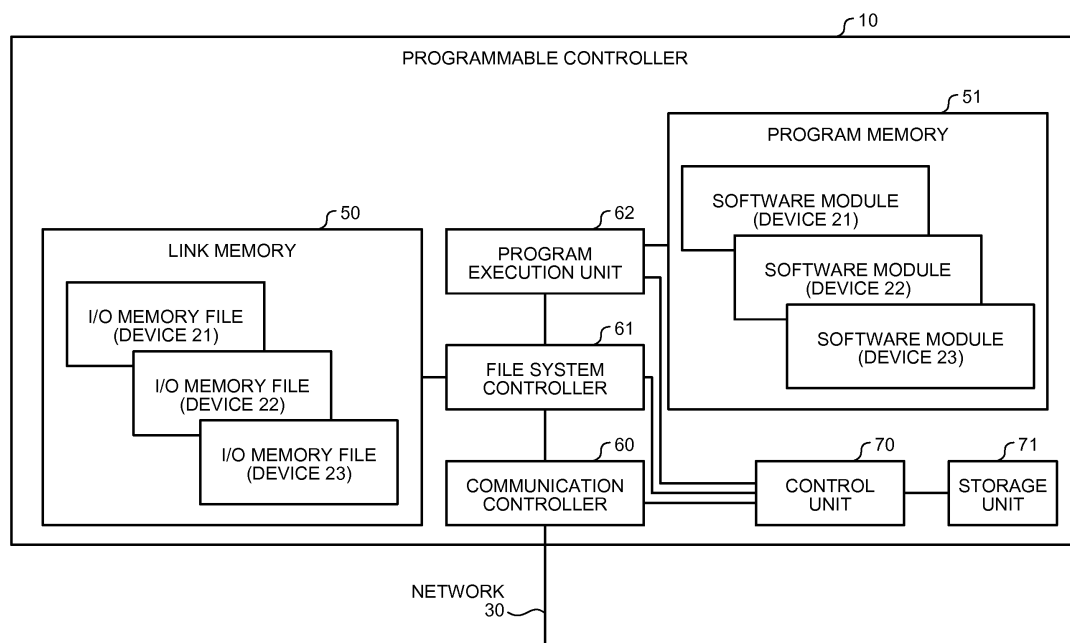 10
PROGRAMMABLE CONTROLLER
51
PROGRAM MEMORY
SOFTWARE MODULE
(DEVICE 21)
SOFTWARE MODULE
(DEVICE 22)
SOFTWARE MODULE
(DEVICE 23)
50
LINK MEMORY
I/O MEMORY FILE
(DEVICE 21)
I/O MEMORY FILE
(DEVICE 22)
I/O MEMORY FILE
(DEVICE 23)
62
PROGRAM
EXECUTION UNIT
61
FILE SYSTEM
CONTROLLER
60
COMMUNICATION
CONTROLLER
70
CONTROL
UNIT
71
STORAGE
UNIT
NETWORK
30